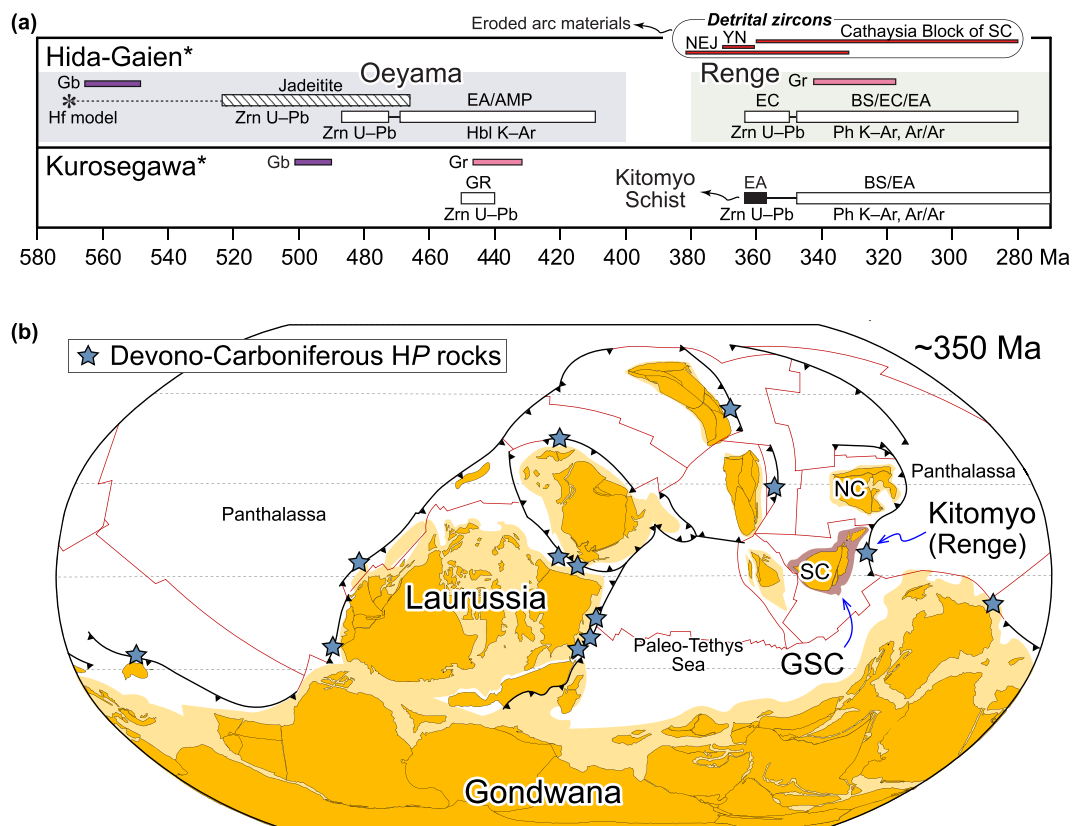 (a)
Eroded arc materials
Detrital zircons
YN
Cathaysia Block of SC
NEJ
Hida-Gaien*
Oeyama
Renge
Gb
Jadeitite
Gr
*
EA/AMP
EC
BS/EC/EA
Hf model
Zrn U–Pb
Zrn U–Pb
Hbl K–Ar
Zrn U–Pb
Ph K–Ar, Ar/Ar
Kurosegawa*
Gb
Gr
GR
Zrn U–Pb
Kitomyo
Schist
EA
BS/EA
Zrn U–Pb
Ph K–Ar, Ar/Ar
580 560 540 520 500 480 460 440 420 400 380 360 340 320 300 280 Ma
(b)
Devono-Carboniferous HP rocks
~350 Ma
Panthalassa
NC
Panthalassa
Kitomyo
(Renge)
SC
Laurussia
Paleo-Tethys
Sea
GSC
Gondwana